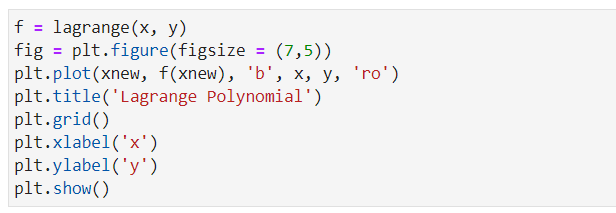 f = lagrange(x, y)
fig = plt.figure(figsize = (7,5))
plt.plot(xnew, f(xnew), 'b', x, y, 'ro')
plt.title('Lagrange Polynomial')
plt.grid()
plt.xlabel('x')
plt.ylabel('y')
plt.show()